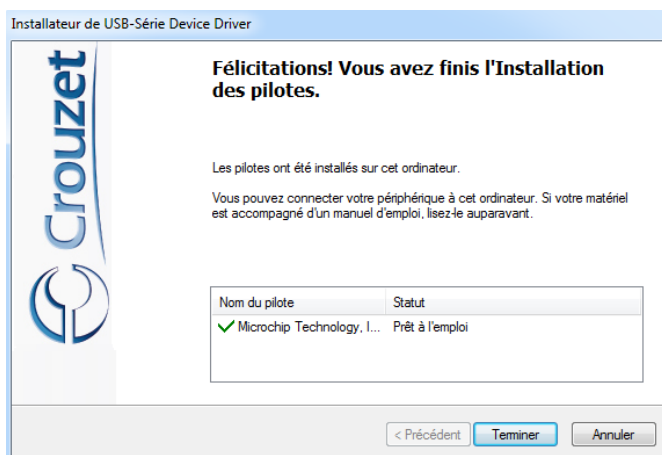 Installateur de USB-Série Device Driver
Crouzet
Félicitations! Vous avez finis l'Installation
des pilotes.
Les pilotes ont été installés sur cet ordinateur.
Vous pouvez connecter votre périphérique à cet ordinateur. Si votre matériel
est accompagné d'un manuel d'emploi, lisez-le auparavant.
Nom du pilote Statut
Microchip Technology, I... Prêt à l'emploi
< Précédent Terminer Annuler